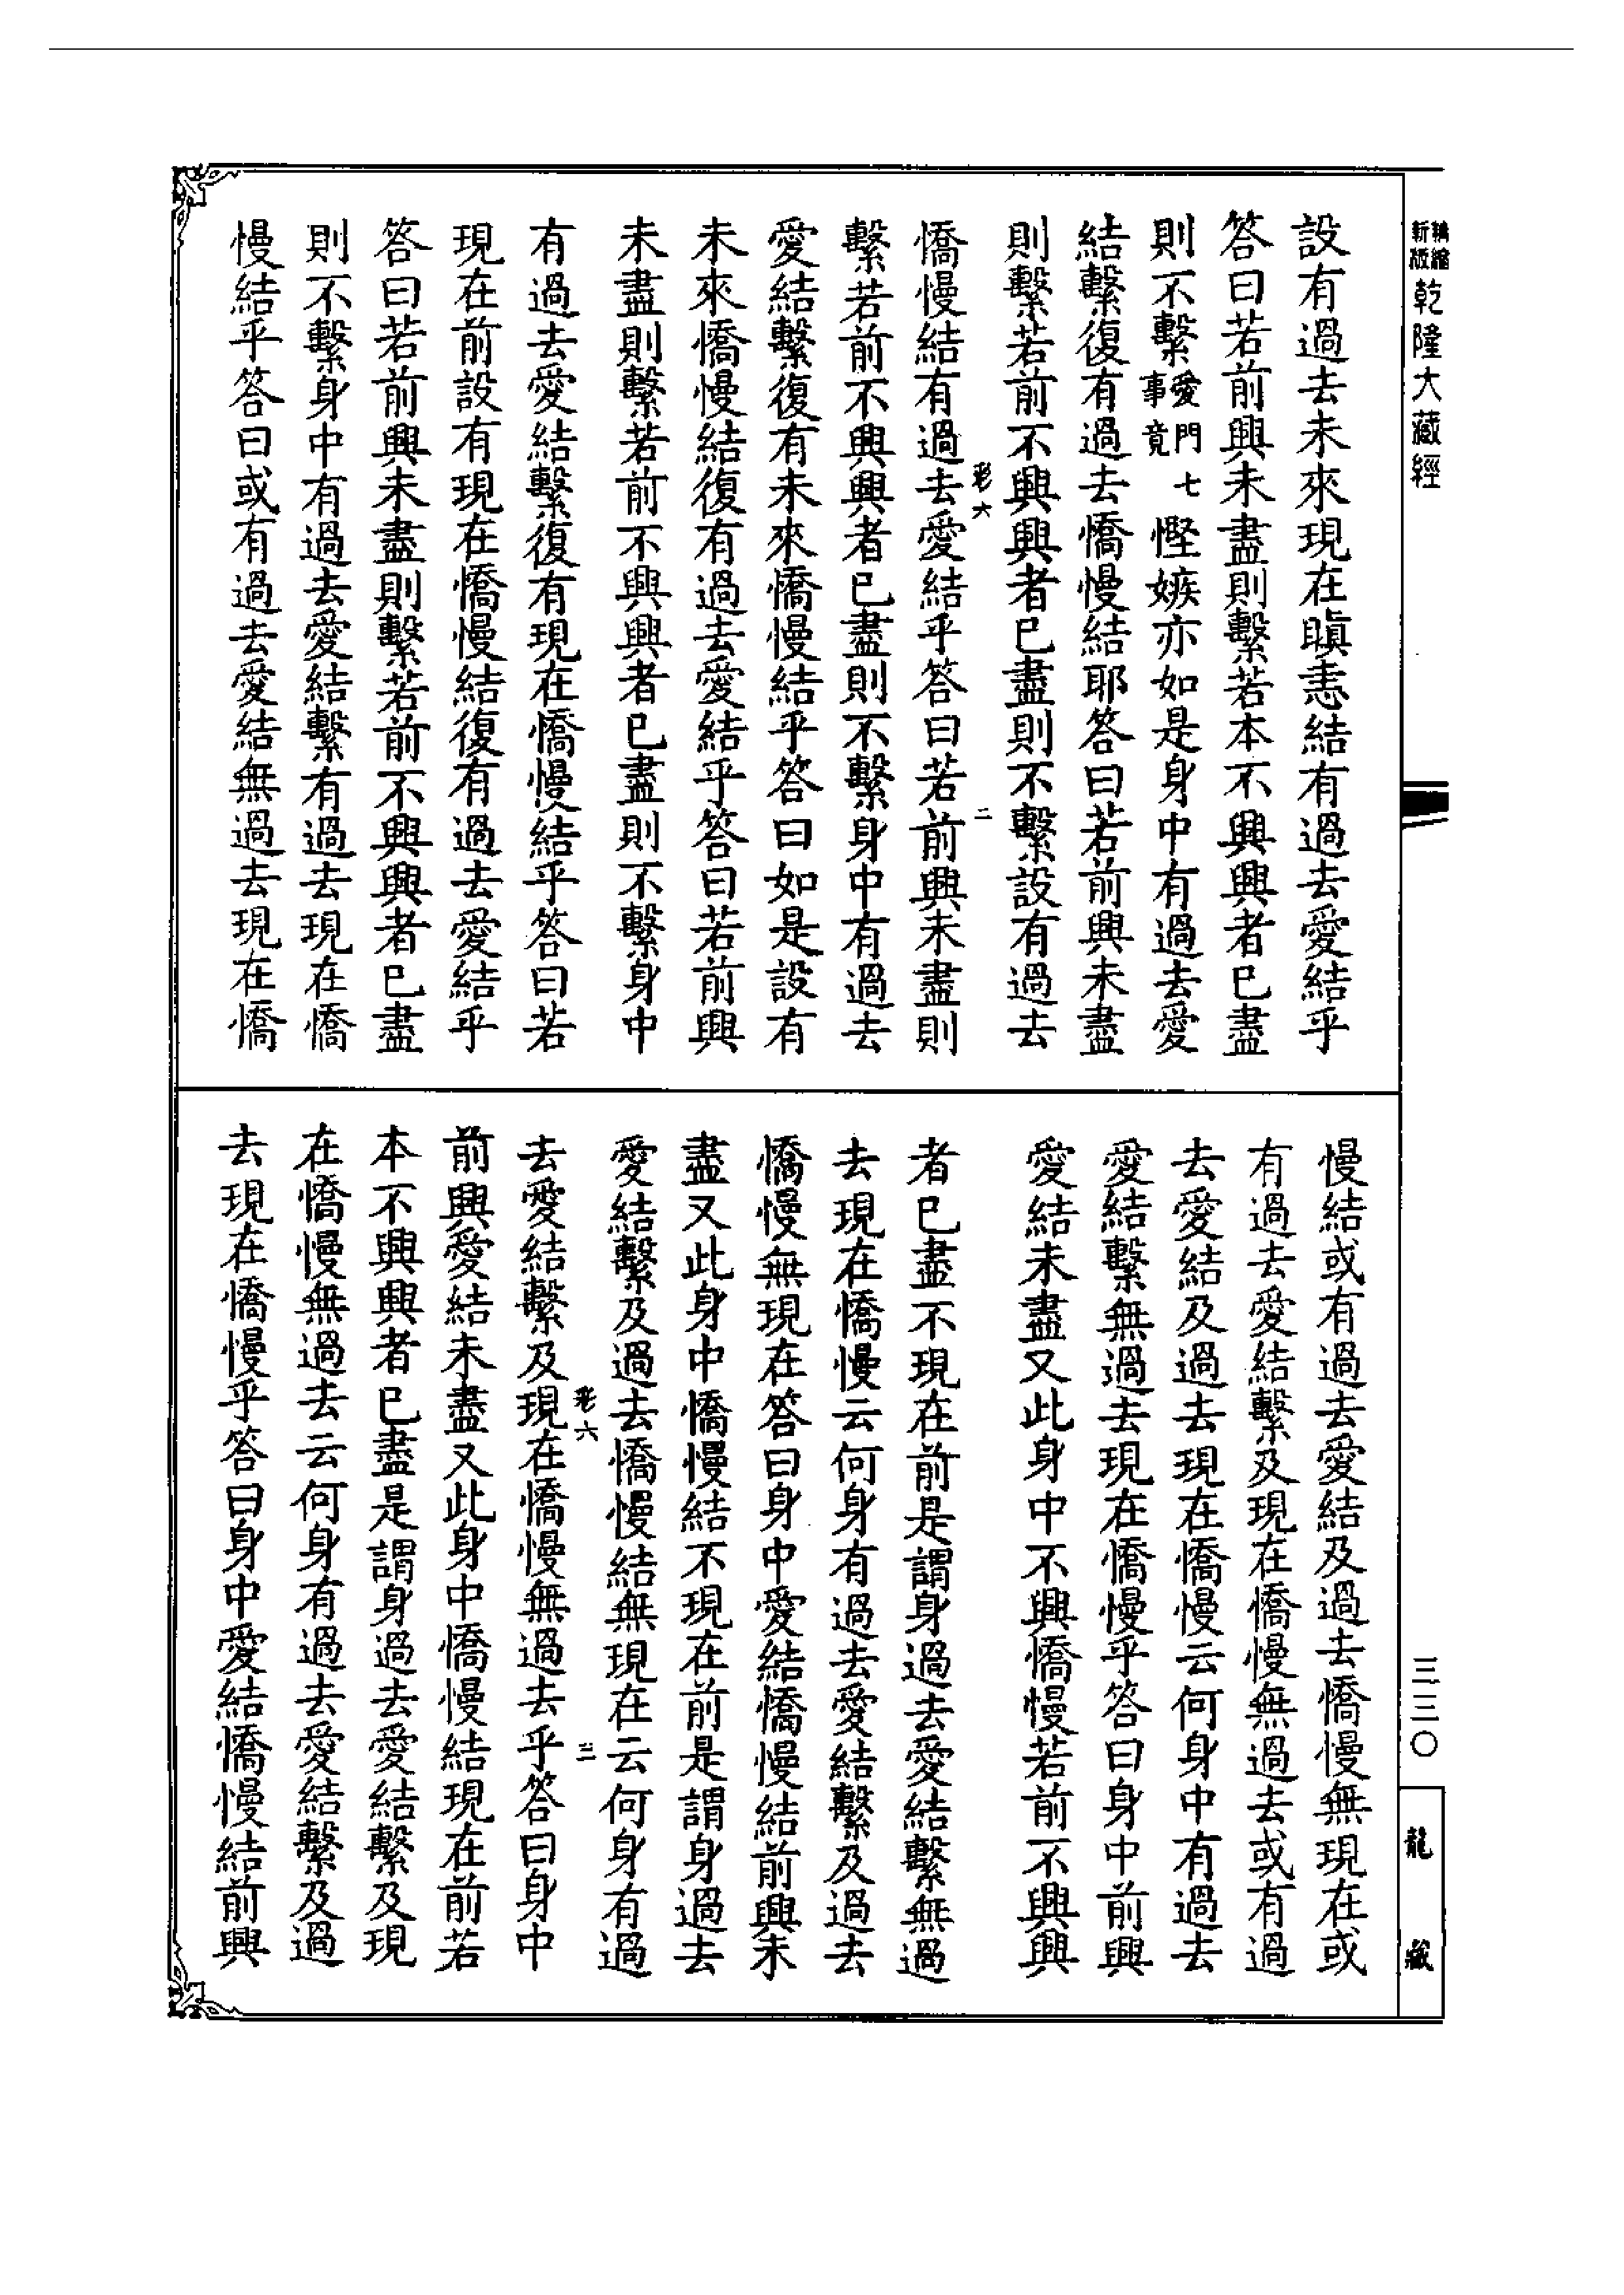 新版精縮乾隆大藏經
設有過去未來現在瞋恚結有過去愛結乎
答曰若前興未盡則繫若本不興興者已盡
則不繫愛門七事竟慳嫉亦如是身中有過去愛
結繫復有過去憍慢結耶答曰若前興未盡
則繫若前不興興者已盡則不繫設有過去
憍慢結有過去愛結乎答曰若前興未盡則
繫若前不興興者已盡則不繫身中有過去
愛結繫復有未來憍慢結乎答曰如是設有
未來憍慢結復有過去愛結乎答曰若前興
未盡則繫若前不興興者已盡則不繫身中
有過去愛結繫復有現在憍慢結乎答曰若
現在前設有現在憍慢結復有過去愛結乎
答曰若前興未盡則繫若前不興興者已盡
則不繫身中有過去愛結繫有過去現在憍
慢結乎答曰或有過去愛結無過去現在憍
慢結或有過去愛結及過去憍慢無現在或
有過去愛結繫及現在憍慢無過去或有過
去愛結及過去現在憍慢云何身中有過去
愛結繫無過去現在憍慢乎答曰身中前興
愛結未盡又此身中不興憍慢若前不興興
者已盡不現在前是謂身過去愛結繫無過
去現在憍慢云何身有過去愛結繫及過去
憍慢無現在答曰身中愛結憍慢結前興未
盡又此身中憍慢結不現在前是謂身過去
愛結繫及過去憍慢結無現在云何身有過
去愛結繫及現在憍慢無過去乎答曰身中
前興愛結未盡又此身中憍慢結現在前若
本不興興者已盡是謂身過去愛結繫及現
在憍慢無過去云何身有過去愛結繫及過
去現在憍慢乎答曰身中愛結憍慢結前興
彩六 二
彩六 三
三三〇
龍藏